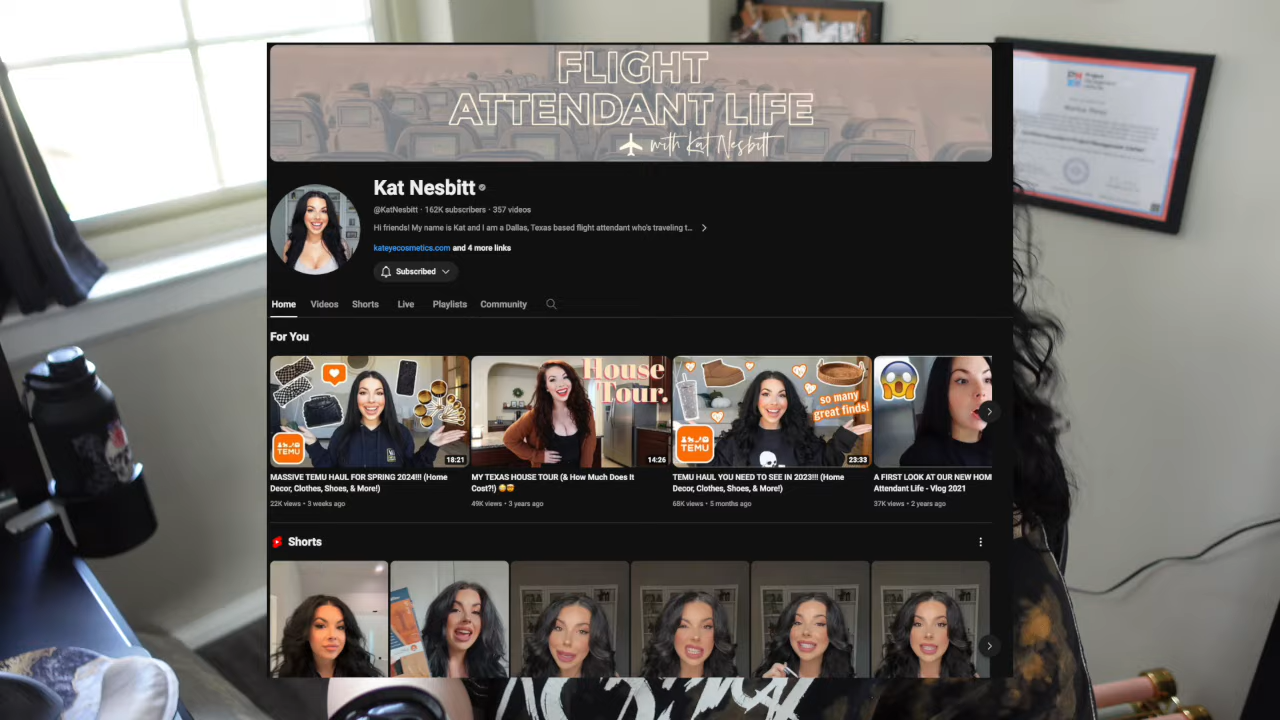 FLIGHT
ATTENDANT LIFE
with Kat Nesbitt
Kat Nesbitt
@KatNesbitt · 162K subscribers · 357 videos
Hi friends! My name is Kat and I am a Dallas, Texas based flight attendant who's traveling t...
kateyecosmetics.com and 4 more links
Subscribed
Home Videos Shorts Live Playlists Community
For You
TEMU
18:21
House
Tour.
14:26
so many
great finds!
TEMU
23:33
MASSIVE TEMU HAUL FOR SPRING 2024!!! (Home
Decor, Clothes, Shoes, & More!)
22K views • 3 weeks ago
MY TEXAS HOUSE TOUR (& How Much Does It
Cost?!)
49K views • 3 years ago
TEMU HAUL YOU NEED TO SEE IN 2023!!! (Home
Decor, Clothes, Shoes, & More!)
68K views • 5 months ago
A FIRST LOOK AT OUR NEW HOM
Attendant Life - Vlog 2021
37K views • 2 years ago
Shorts